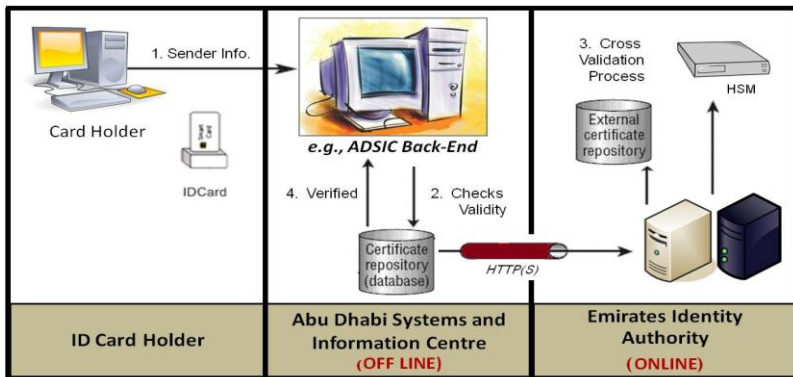 1. Sender Info.
Card Holder
Smart
Card
IDCard
e.g., ADSIC Back-End
4. Verified
2. Checks
Validity
Certificate
repository
(database)
HTTP(S)
3. Cross
Validation
Process
HSM
External
certificate
repository
ID Card Holder
Abu Dhabi Systems and
Information Centre
(OFF LINE)
Emirates Identity
Authority
(ONLINE)